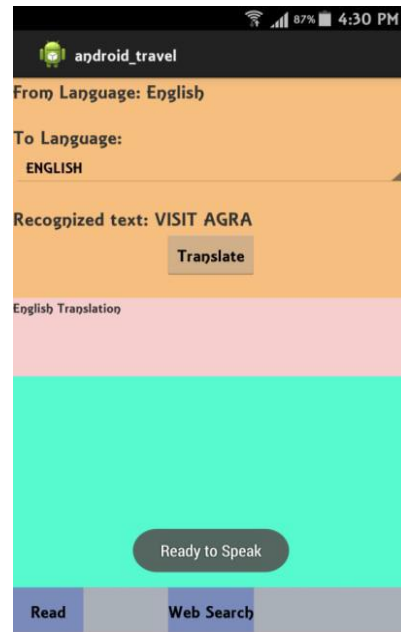 87% 4:30 PM
android_travel
From Language: English
To Language:
ENGLISH
Recognized text: VISIT AGRA
Translate
English Translation
Ready to Speak
Read Web Search